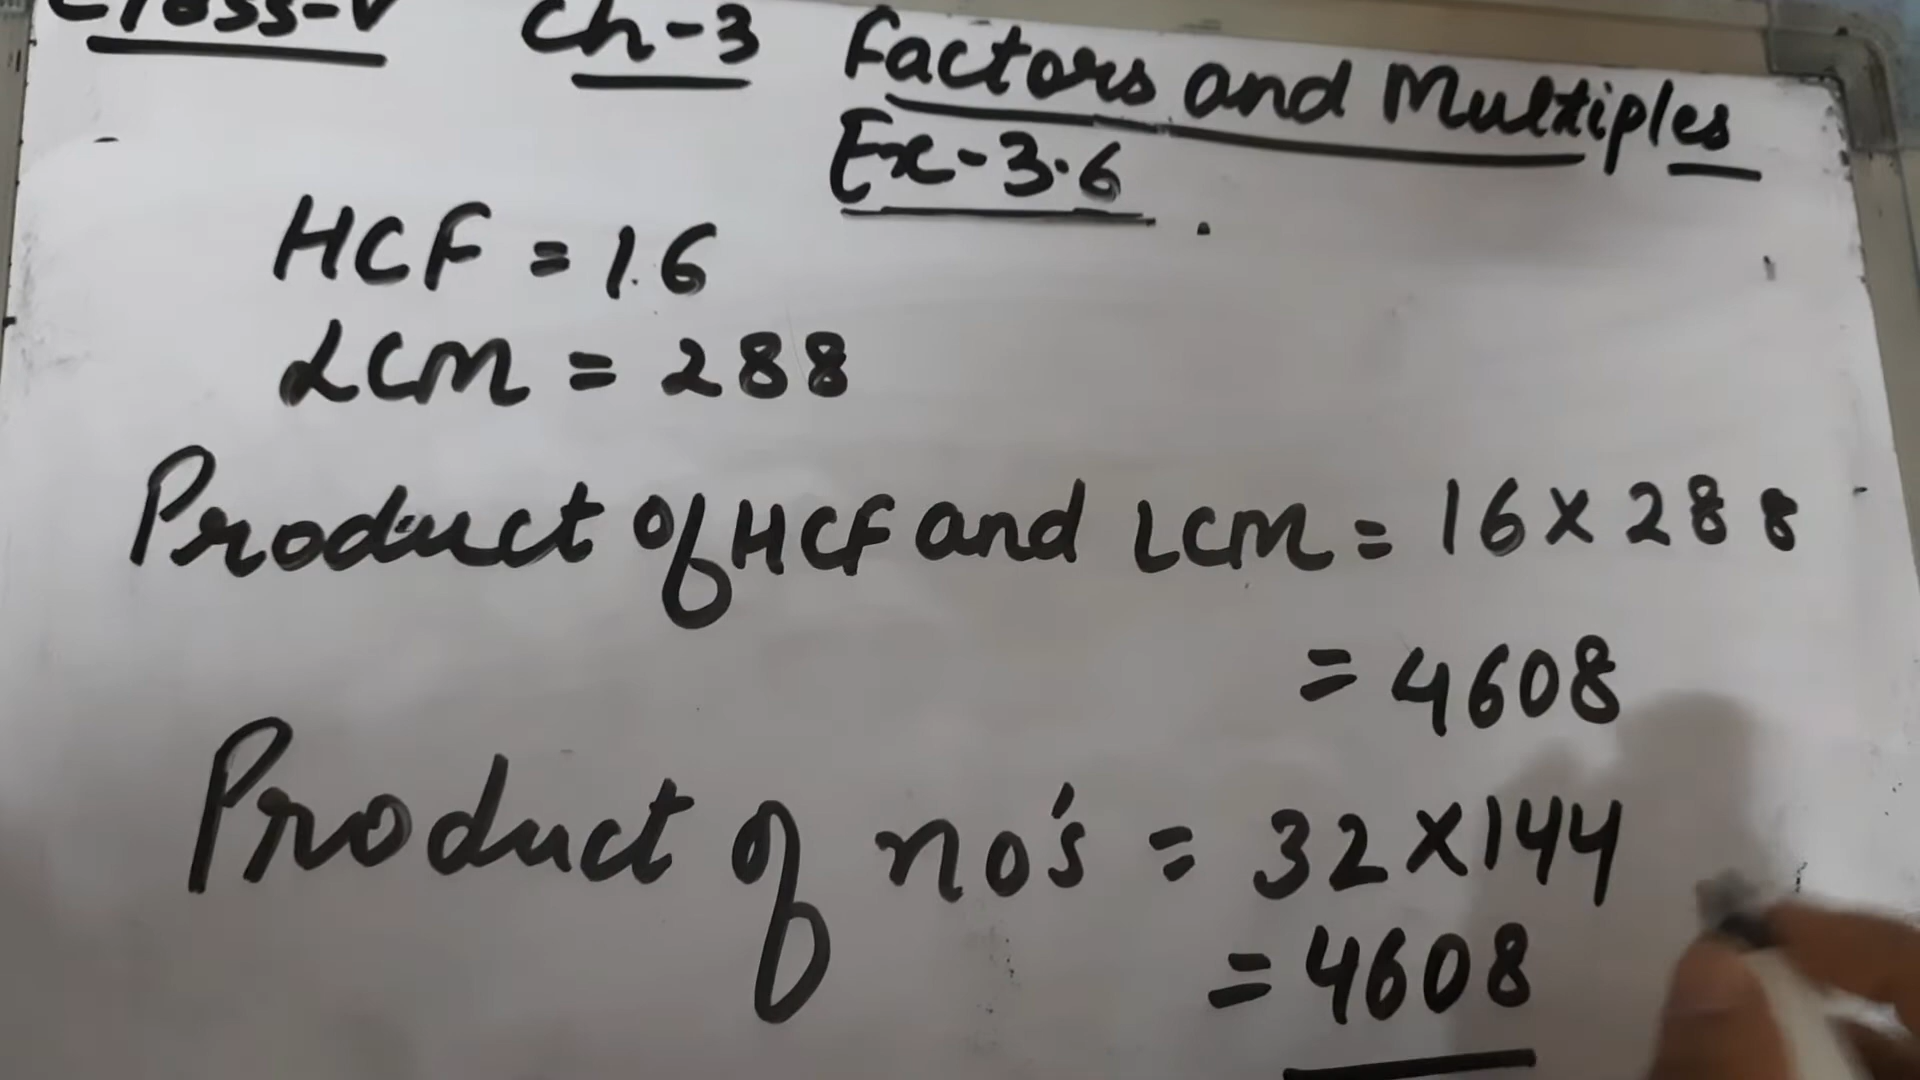 Class-V Ch-3 Factors and Multiples
Ex-3.6
HCF = 16
LCM = 288
Product of HCF and LCM = 16 × 288
= 4608
Product of no's = 32 × 144
= 4608